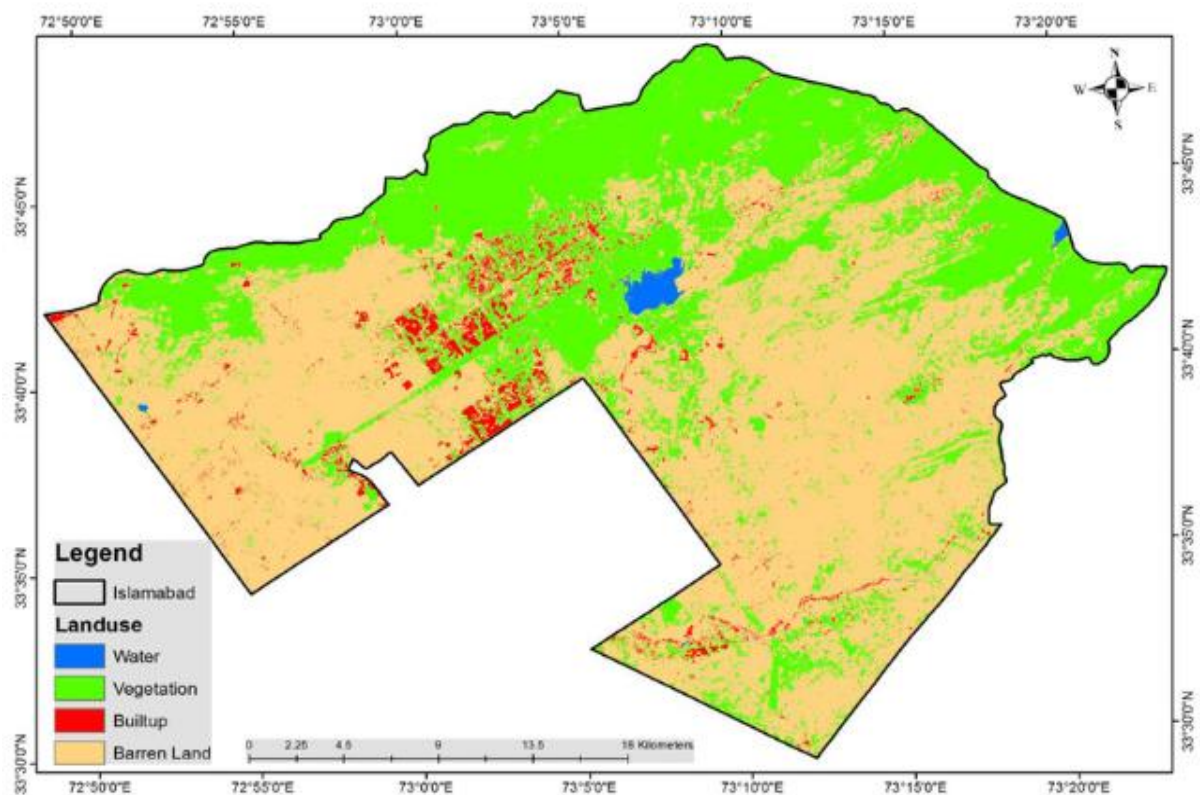 72°50'0"E 72°55'0"E 73°0'0"E 73°5'0"E 73°10'0"E 73°15'0"E 73°20'0"E
N
W E
S
33°45'0"N
33°40'0"N
33°35'0"N
33°30'0"N
33°45'0"N
33°40'0"N
33°35'0"N
33°30'0"N
Legend
Islamabad
Landuse
Water
Vegetation
Builtup
Barren Land
0 2.25 4.5 9 13.5 18 Kilometers
72°50'0"E 72°55'0"E 73°0'0"E 73°5'0"E 73°10'0"E 73°15'0"E 73°20'0"E